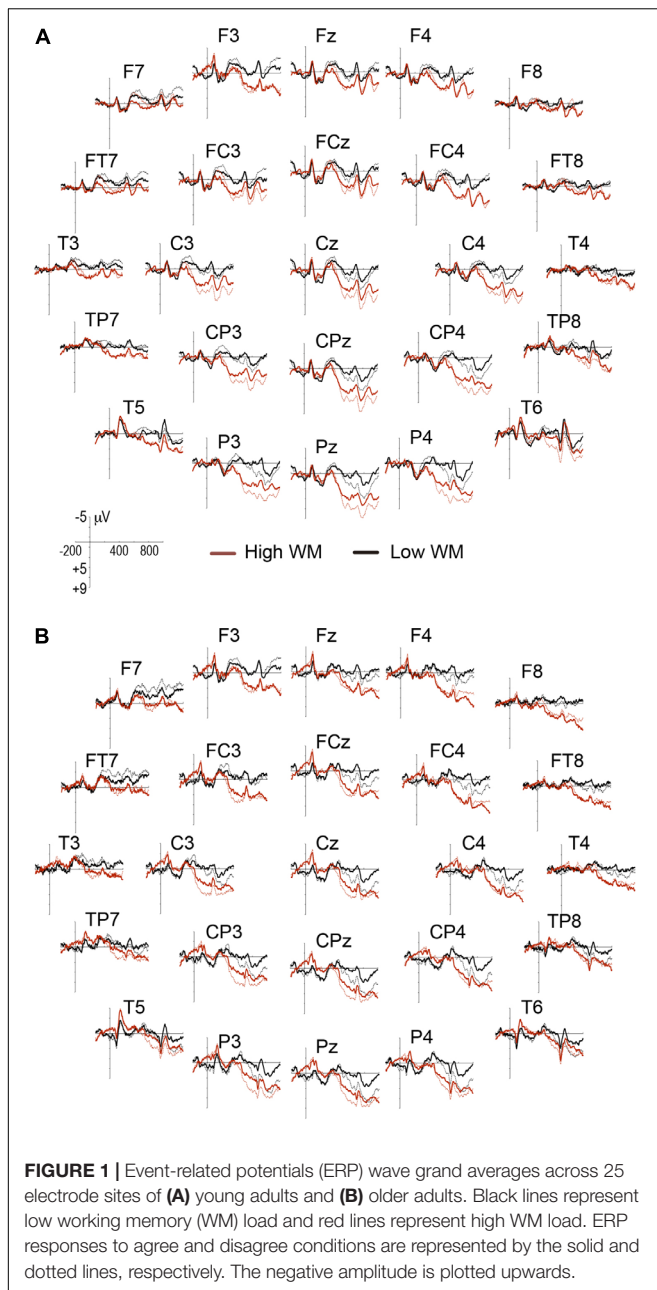 A
F7 F3 Fz F4 F8
FT7 FC3 FCz FC4 FT8
T3 C3 Cz C4 T4
TP7 CP3 CPz CP4 TP8
T5 P3 Pz P4 T6
-5 μV
-200 400 800
+5
+9
High WM Low WM
B
F7 F3 Fz F4 F8
FT7 FC3 FCz FC4 FT8
T3 C3 Cz C4 T4
TP7 CP3 CPz CP4 TP8
T5 P3 Pz P4 T6
FIGURE 1 | Event-related potentials (ERP) wave grand averages across 25
electrode sites of (A) young adults and (B) older adults. Black lines represent
low working memory (WM) load and red lines represent high WM load. ERP
responses to agree and disagree conditions are represented by the solid and
dotted lines, respectively. The negative amplitude is plotted upwards.